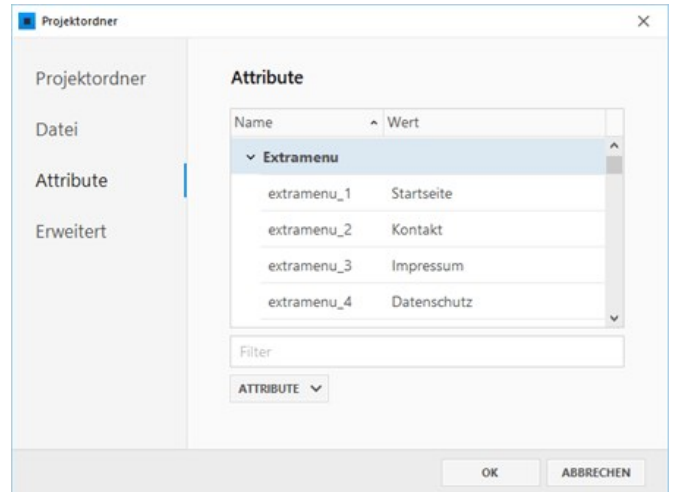 Projektordner
Projektordner
Datei
Attribute
Erweitert
Attribute
Name Wert
Extramenu
extramenu_1 Startseite
extramenu_2 Kontakt
extramenu_3 Impressum
extramenu_4 Datenschutz
Filter
ATTRIBUTE
OK ABBRECHEN